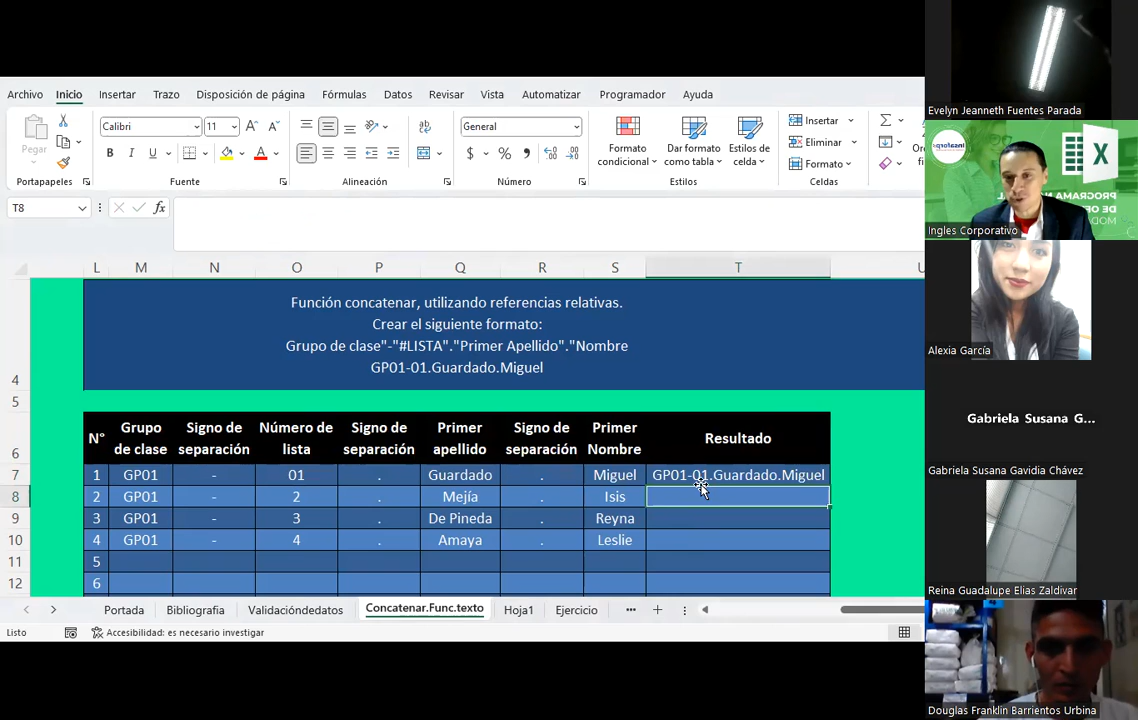 Archivo Inicio Insertar Trazo Disposición de página Fórmulas Datos Revisar Vista Automatizar Programador Ayuda
Pegar
Portapapeles
Calibri 11
N K S
Fuente
Alineación
General
$ % 000
Número
Formato condicional
Dar formato como tabla
Estilos de celda
Estilos
Insertar
Eliminar
Formato
Celdas
T8
fx
L M N O P Q R S T U
4
Función concatenar, utilizando referencias relativas.
Crear el siguiente formato:
Grupo de clase"-"#LISTA"."Primer Apellido"."Nombre
GP01-01.Guardado.Miguel
5
6 N° Grupo de clase Signo de separación Número de lista Signo de separación Primer apellido Signo de separación Primer Nombre Resultado
7 1 GP01 - 01 . Guardado . Miguel GP01-01.Guardado.Miguel
8 2 GP01 - 2 . Mejía . Isis
9 3 GP01 - 3 . De Pineda . Reyna
10 4 GP01 - 4 . Amaya . Leslie
11 5
12 6
Portada Bibliografia Validacióndedatos Concatenar.Func.texto Hoja1 Ejercicio
Listo Accesibilidad: es necesario investigar
Evelyn Jeanneth Fuentes Parada
Ingles Corporativo
Alexia García
Gabriela Susana G...
Gabriela Susana Gavidia Chávez
Reina Guadalupe Elias Zaldivar
Douglas Franklin Barrientos Urbina